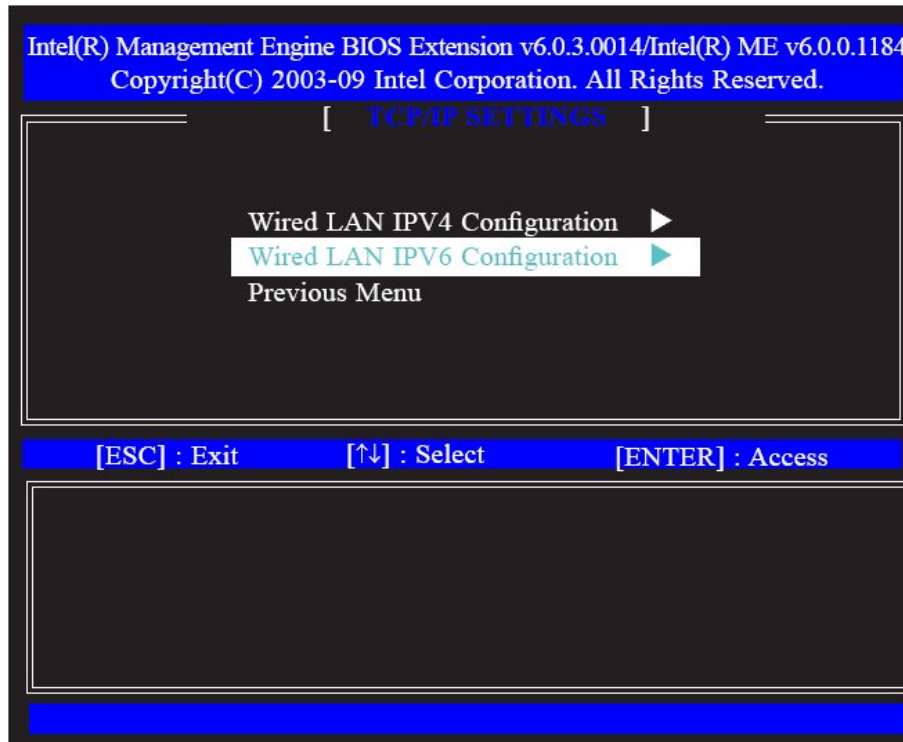 Intel(R) Management Engine BIOS Extension v6.0.3.0014/Intel(R) ME v6.0.0.1184
Copyright(C) 2003-09 Intel Corporation. All Rights Reserved.
[ TCP/IP SETTINGS ]
Wired LAN IPV4 Configuration ▶
Wired LAN IPV6 Configuration ▶
Previous Menu
[ESC] : Exit [↑↓] : Select [ENTER] : Access